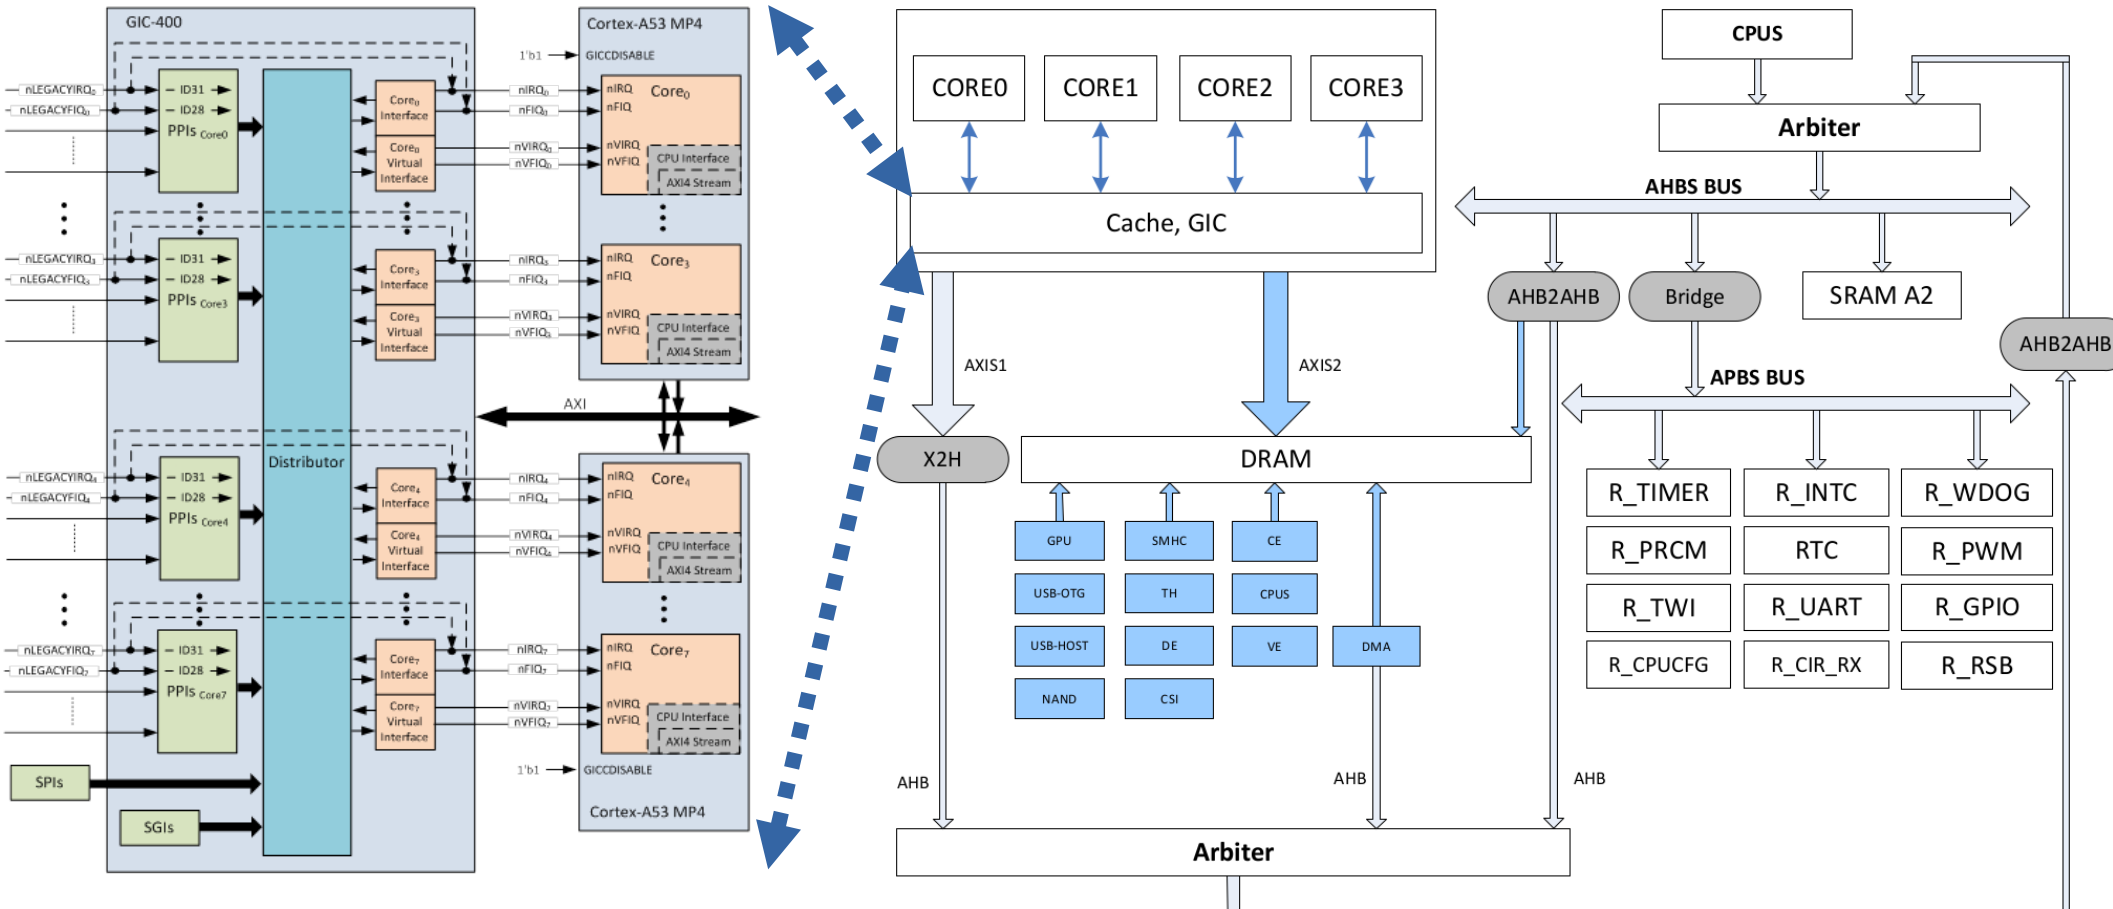 GIC-400
nLEGACYIRQ0
nLEGACYFIQ0
ID31
ID28
PPIs Core0
Core0
Interface
Core0
Virtual
Interface
nIRQ0
nFIQ0
nVIRQ0
nVFIQ0
Cortex-A53 MP4
1'b1
GICCDISABLE
nIRQ
Core0
nFIQ
nVIRQ
nVFIQ
CPU Interface
AXI4 Stream
nLEGACYIRQ3
nLEGACYFIQ3
ID31
ID28
PPIs Core3
Core3
Interface
Core3
Virtual
Interface
nIRQ3
nFIQ3
nVIRQ3
nVFIQ3
nIRQ
Core3
nFIQ
nVIRQ
nVFIQ
CPU Interface
AXI4 Stream
AXI
Distributor
nLEGACYIRQ4
nLEGACYFIQ4
ID31
ID28
PPIs Core4
Core4
Interface
Core4
Virtual
Interface
nIRQ4
nFIQ4
nVIRQ4
nVFIQ4
nIRQ
Core4
nFIQ
nVIRQ
nVFIQ
CPU Interface
AXI4 Stream
nLEGACYIRQ7
nLEGACYFIQ7
ID31
ID28
PPIs Core7
Core7
Interface
Core7
Virtual
Interface
nIRQ7
nFIQ7
nVIRQ7
nVFIQ7
nIRQ
Core7
nFIQ
nVIRQ
nVFIQ
CPU Interface
AXI4 Stream
1'b1
GICCDISABLE
Cortex-A53 MP4
SPIs
SGIs
CORE0
CORE1
CORE2
CORE3
Cache, GIC
AXIS1
AXIS2
X2H
DRAM
GPU
SMHC
CE
USB-OTG
TH
CPUS
USB-HOST
DE
VE
DMA
NAND
CSI
AHB
AHB
AHB
Arbiter
CPUS
Arbiter
AHBS BUS
AHB2AHB
Bridge
SRAM A2
AHB2AHB
APBS BUS
R_TIMER
R_INTC
R_WDOG
R_PRCM
RTC
R_PWM
R_TWI
R_UART
R_GPIO
R_CPUCFG
R_CIR_RX
R_RSB